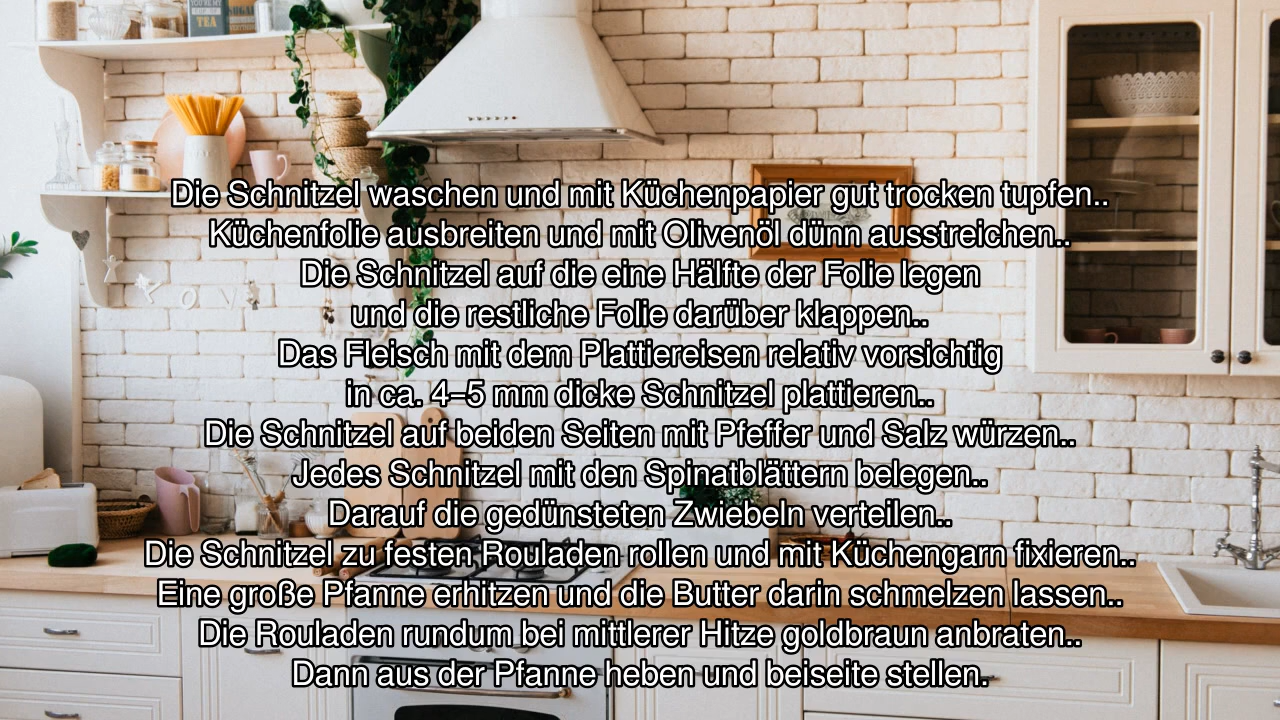 YOU'RE MY
TEA
SUGAR
Die Schnitzel waschen und mit Küchenpapier gut trocken tupfen..
Küchenfolie ausbreiten und mit Olivenöl dünn ausstreichen..
Die Schnitzel auf die eine Hälfte der Folie legen
und die restliche Folie darüber klappen..
Das Fleisch mit dem Plattiereisen relativ vorsichtig
in ca. 4–5 mm dicke Schnitzel plattieren..
Die Schnitzel auf beiden Seiten mit Pfeffer und Salz würzen..
Jedes Schnitzel mit den Spinatblättern belegen..
Darauf die gedünsteten Zwiebeln verteilen..
Die Schnitzel zu festen Rouladen rollen und mit Küchengarn fixieren..
Eine große Pfanne erhitzen und die Butter darin schmelzen lassen..
Die Rouladen rundum bei mittlerer Hitze goldbraun anbraten..
Dann aus der Pfanne heben und beiseite stellen.